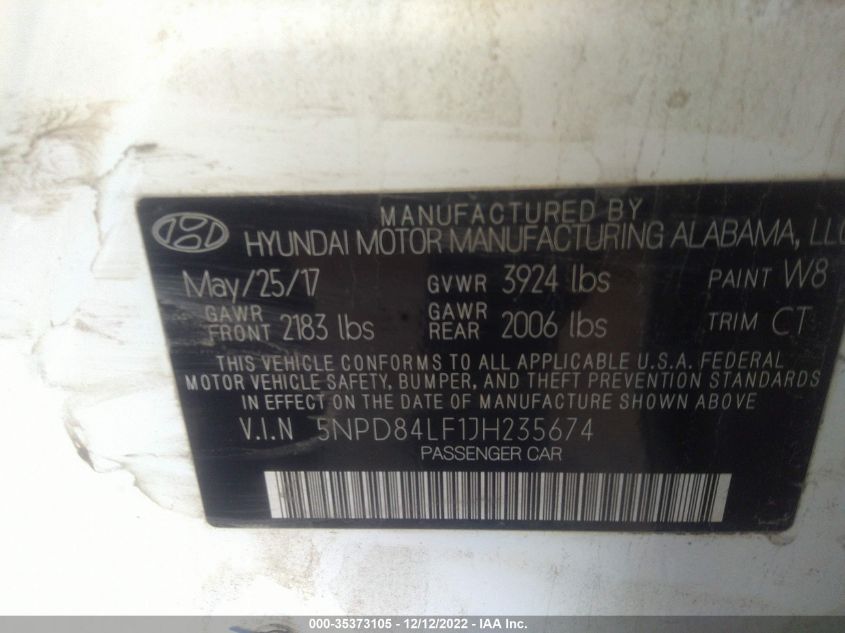 MANUFACTURED BY
HYUNDAI MOTOR MANUFACTURING ALABAMA, LLC
May/25/17 GVWR 3924 lbs PAINT W8
GAWR FRONT 2183 lbs GAWR REAR 2006 lbs TRIM CT
THIS VEHICLE CONFORMS TO ALL APPLICABLE U.S.A. FEDERAL
MOTOR VEHICLE SAFETY, BUMPER, AND THEFT PREVENTION STANDARDS
IN EFFECT ON THE DATE OF MANUFACTURE SHOWN ABOVE.
V.I.N 5NPD84LF1JH235674
PASSENGER CAR
000-35373105 - 12/12/2022 - IAA Inc.